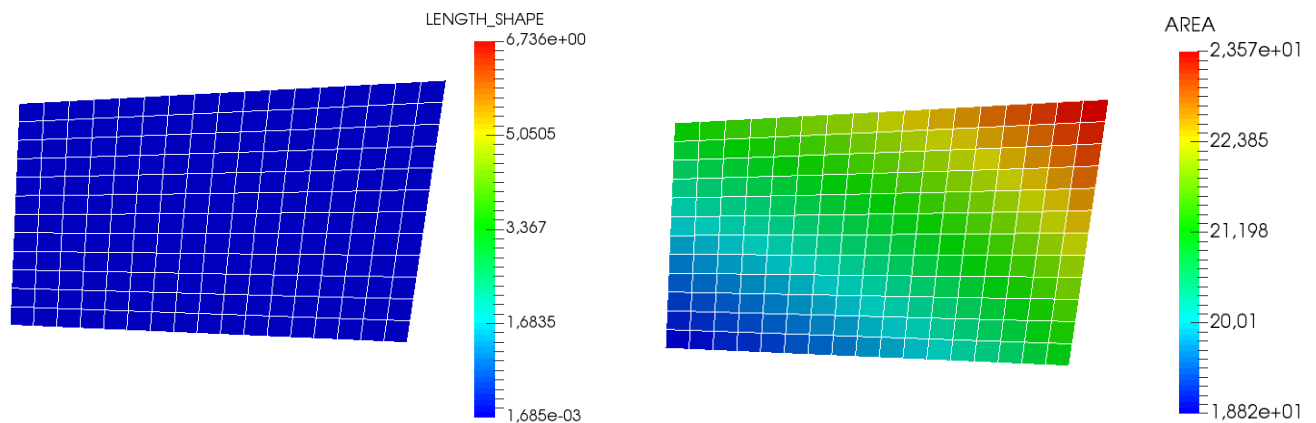 LENGTH_SHAPE
6,736e+00
5,0505
3,367
1,6835
1,685e-03
AREA
2,357e+01
22,385
21,198
20,01
1,882e+01